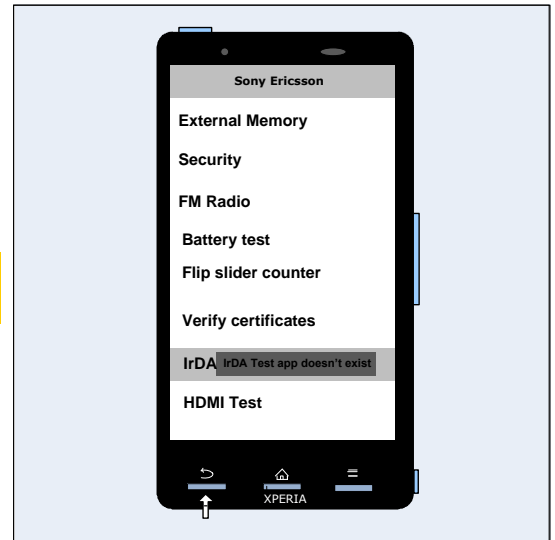 Sony Ericsson
External Memory
Security
FM Radio
Battery test
Flip slider counter
Verify certificates
IrDA IrDA Test app doesn't exist
HDMI Test
XPERIA